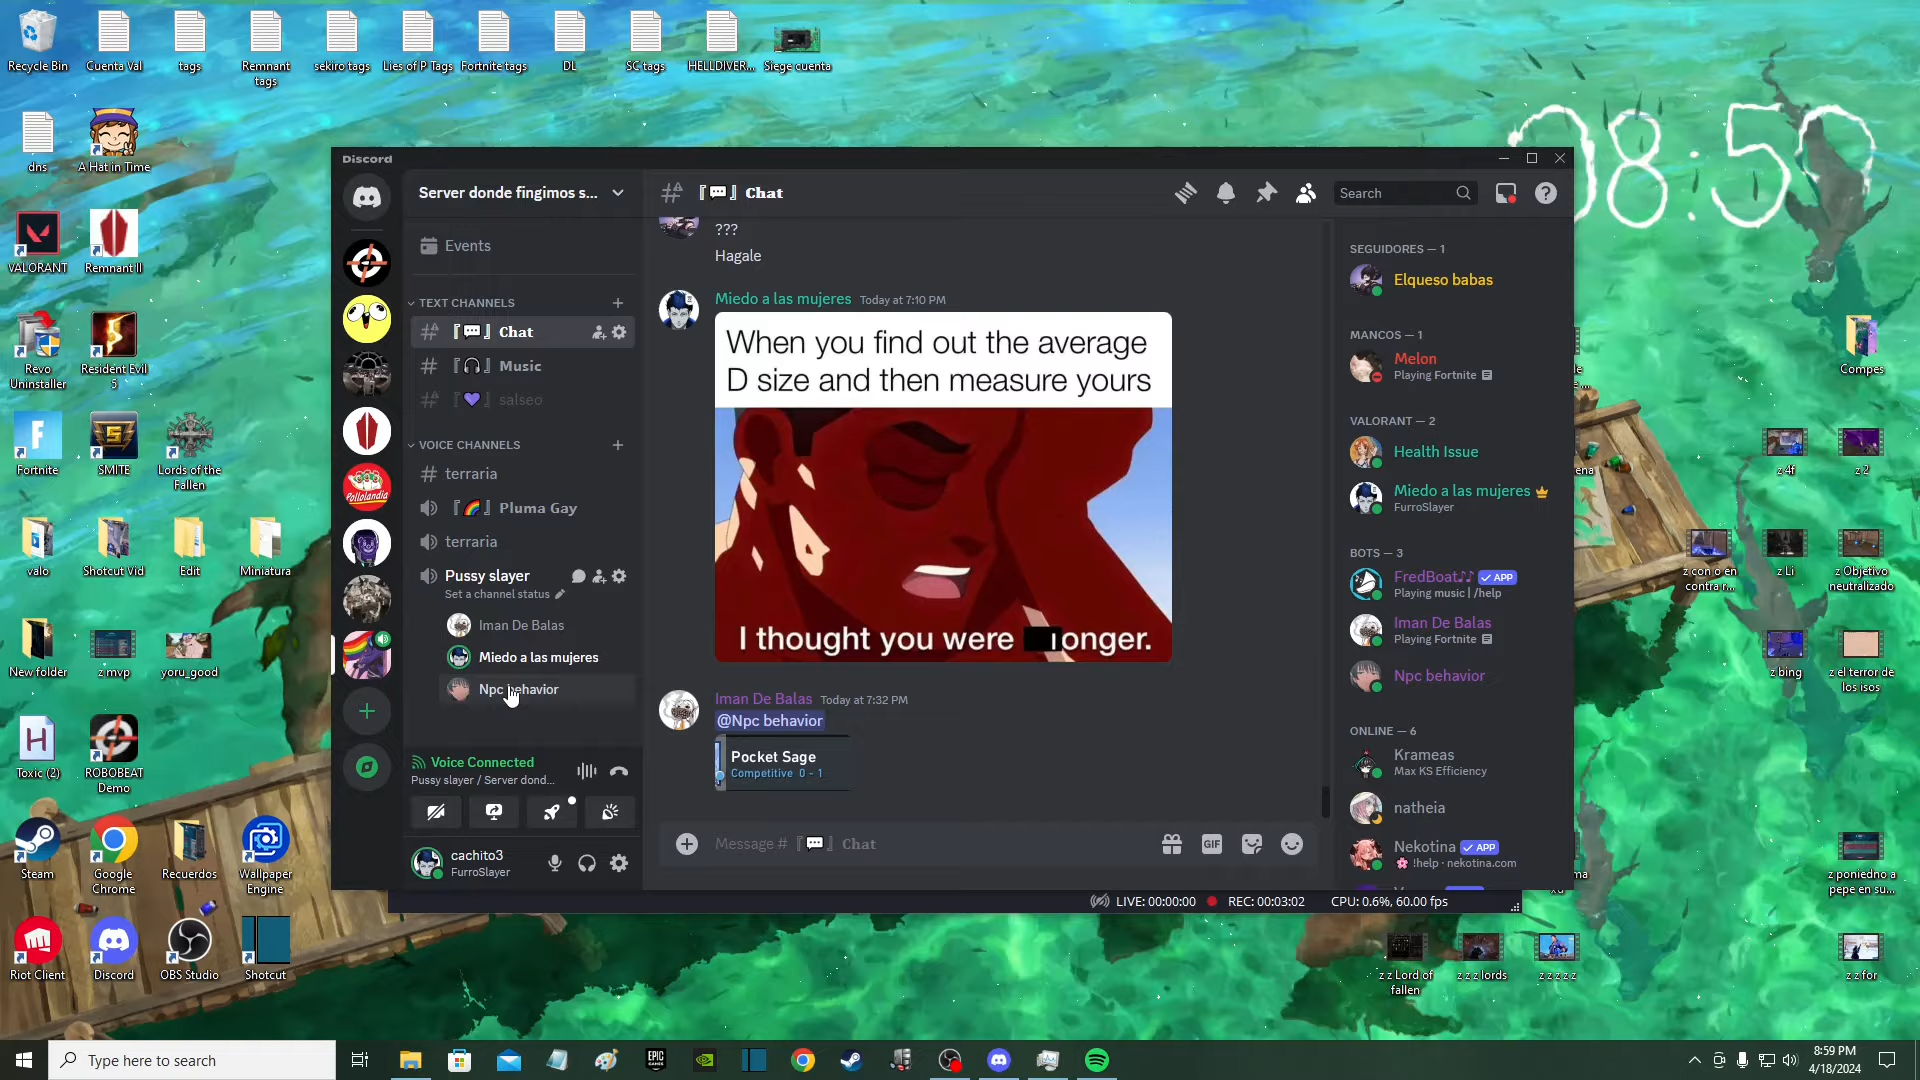 Recycle Bin
Cuenta Val
tags
Remnant
tags
sekiro tags
Lies of P Tags
Fortnite tags
DL
SC tags
HELLDIVER...
Siege cuenta
dns
A Hat in Time
VALORANT
Remnant II
Revo
Uninstaller
Resident Evil
5
Fortnite
SMITE
Lords of the
Fallen
valo
Shotcut Vid
Edit
Miniatura
New folder
z mvp
yoru_good
Toxic (2)
ROBOBEAT
Demo
Steam
Google
Chrome
Recuerdos
Wallpaper
Engine
Riot Client
Discord
OBS Studio
Shotcut
Discord
Server donde fingimos s...
Events
TEXT CHANNELS
Chat
Music
salseo
VOICE CHANNELS
terraria
Pluma Gay
terraria
Pussy slayer
Set a channel status
Iman De Balas
Miedo a las mujeres
Npc behavior
Voice Connected
Pussy slayer / Server dond...
cachito3
FurroSlayer
Chat
Search
???
Hagale
Miedo a las mujeres Today at 7:10 PM
When you find out the average
D size and then measure yours
I thought you were onger.
Iman De Balas Today at 7:32 PM
@Npc behavior
Pocket Sage
Competitive 0 - 1
Message # 『💬』 Chat
GIF
SEGUIDORES — 1
Elqueso babas
MANCOS — 1
Melon
Playing Fortnite
VALORANT — 2
Health Issue
Miedo a las mujeres
FurroSlayer
BOTS — 3
FredBoat♪♪ ✓ APP
Playing music | /help
Iman De Balas
Playing Fortnite
Npc behavior
ONLINE — 6
Krameas
Max KS Efficiency
natheia
Nekotina ✓ APP
🌸 !help · nekotina.com
LIVE: 00:00:00
REC: 00:03:02
CPU: 0.6%, 60.00 fps
08:59
Compes
z 4f
z 2
z con o en
contra r...
z Li
z Objetivo
neutralizado
z bing
z el terror de
los isos
z poniedno a
pepe en su...
z z Lord of
fallen
z z z lords
z z z z z
z z for
Type here to search
EPIC
GAMES
8:59 PM
4/18/2024